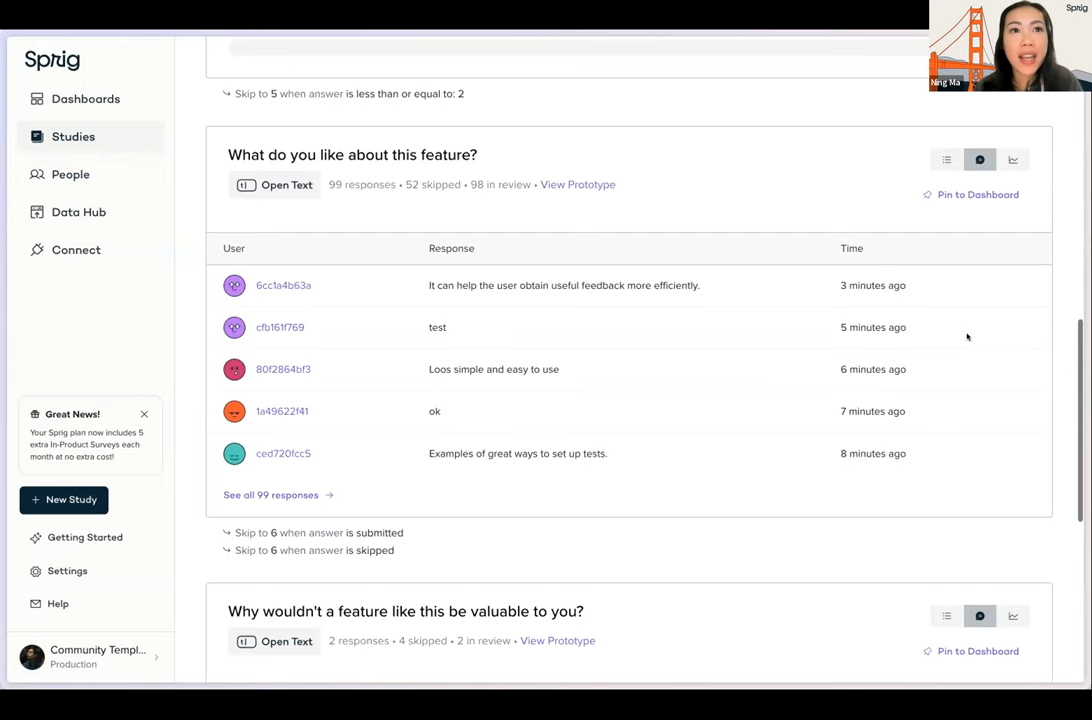 Sprig
Ning Ma
Sprig
Dashboards
Studies
People
Data Hub
Connect
Great News!
Your Sprig plan now includes 5
extra In-Product Surveys each
month at no extra cost!
+ New Study
Getting Started
Settings
Help
Community Templ...
Production
Skip to 5 when answer is less than or equal to: 2
What do you like about this feature?
Open Text 99 responses • 52 skipped • 98 in review • View Prototype
Pin to Dashboard
User Response Time
6cc1a4b63a It can help the user obtain useful feedback more efficiently. 3 minutes ago
cfb161f769 test 5 minutes ago
80f2864bf3 Loos simple and easy to use 6 minutes ago
1a49622f41 ok 7 minutes ago
ced720fcc5 Examples of great ways to set up tests. 8 minutes ago
See all 99 responses →
Skip to 6 when answer is submitted
Skip to 6 when answer is skipped
Why wouldn't a feature like this be valuable to you?
Open Text 2 responses • 4 skipped • 2 in review • View Prototype
Pin to Dashboard